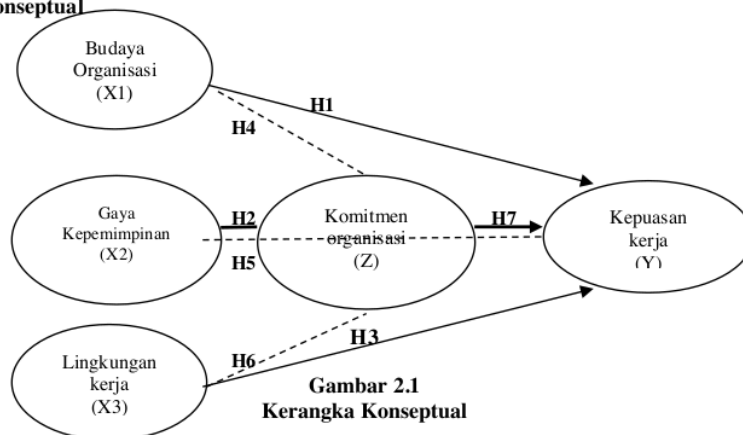 onseptual
Budaya
Organisasi
(X1)
H1
H4
Gaya
Kepemimpinan
(X2)
H2
H5
Komitmen
organisasi
(Z)
H7
Kepuasan
kerja
(Y)
Lingkungan
kerja
(X3)
H6
H3
Gambar 2.1
Kerangka Konseptual